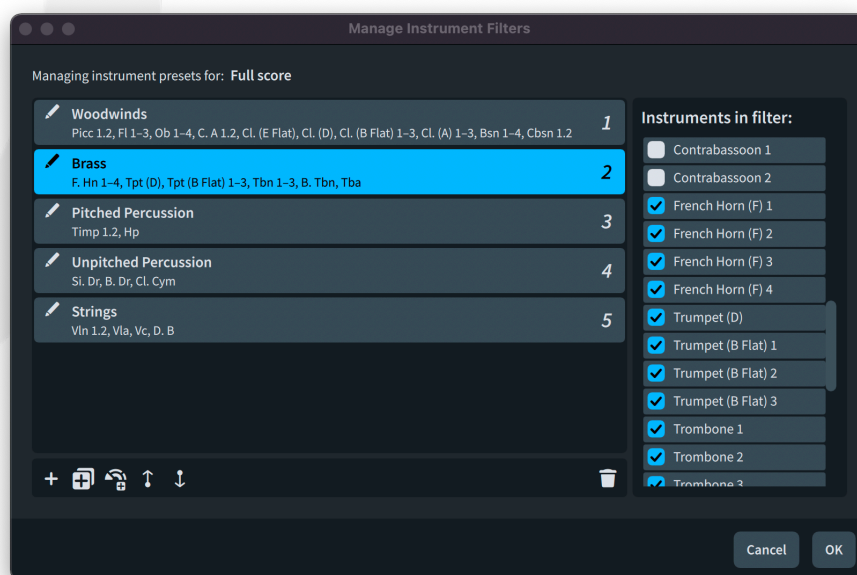 Manage Instrument Filters
Managing instrument presets for: Full score
Woodwinds
Picc 1.2, Fl 1–3, Ob 1–4, C. A 1.2, Cl. (E Flat), Cl. (D), Cl. (B Flat) 1–3, Cl. (A) 1–3, Bsn 1–4, Cbsn 1.2
1
Brass
F. Hn 1–4, Tpt (D), Tpt (B Flat) 1–3, Tbn 1–3, B. Tbn, Tba
2
Pitched Percussion
Timp 1.2, Hp
3
Unpitched Percussion
Si. Dr, B. Dr, Cl. Cym
4
Strings
Vln 1.2, Vla, Vc, D. B
5
Instruments in filter:
Contrabassoon 1
Contrabassoon 2
French Horn (F) 1
French Horn (F) 2
French Horn (F) 3
French Horn (F) 4
Trumpet (D)
Trumpet (B Flat) 1
Trumpet (B Flat) 2
Trumpet (B Flat) 3
Trombone 1
Trombone 2
Trombone 3
Cancel
OK